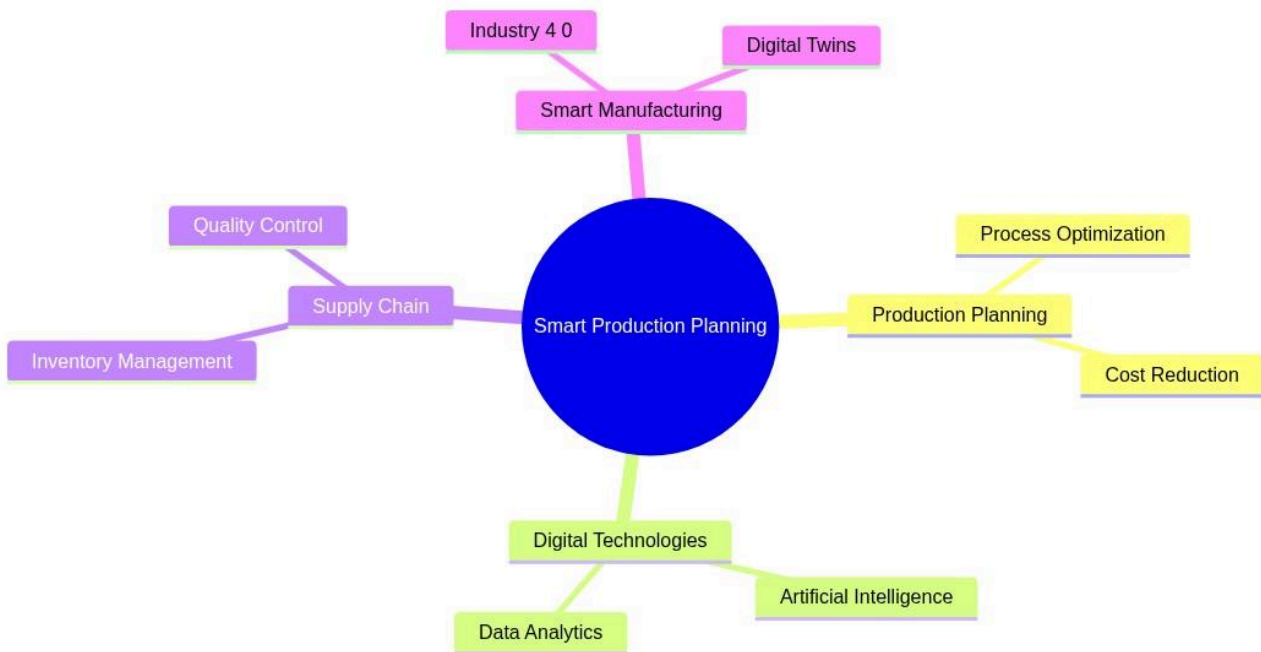 Industry 4 0
Digital Twins
Smart Manufacturing
Quality Control
Process Optimization
Supply Chain
Smart Production Planning
Production Planning
Inventory Management
Cost Reduction
Digital Technologies
Artificial Intelligence
Data Analytics